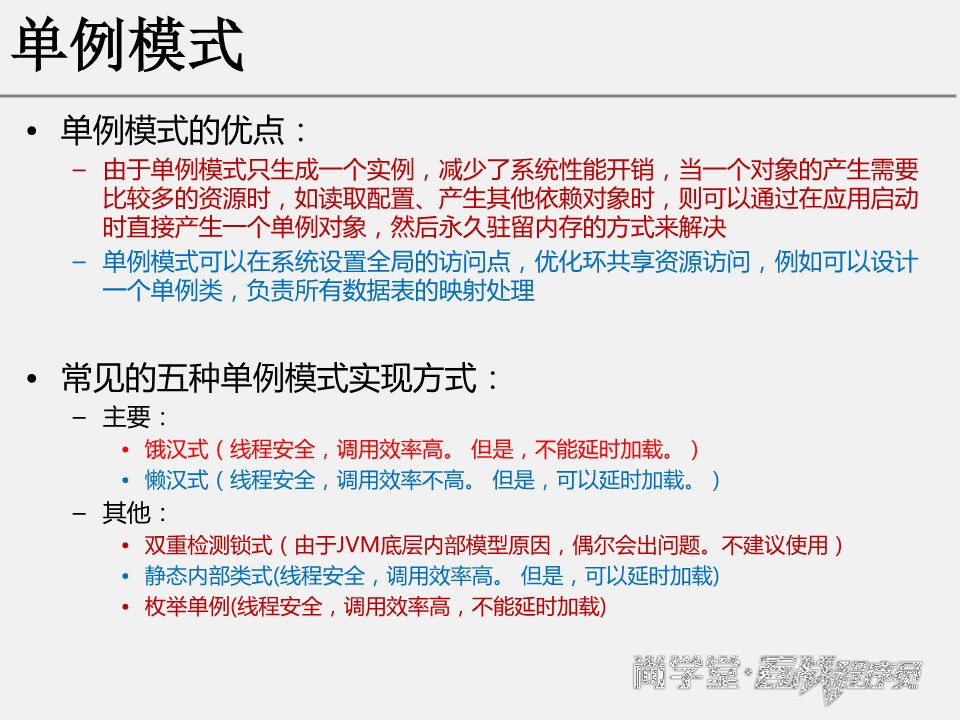 单例模式
• 单例模式的优点：
– 由于单例模式只生成一个实例，减少了系统性能开销，当一个对象的产生需要
比较多的资源时，如读取配置、产生其他依赖对象时，则可以通过在应用启动
时直接产生一个单例对象，然后永久驻留内存的方式来解决
– 单例模式可以在系统设置全局的访问点，优化环共享资源访问，例如可以设计
一个单例类，负责所有数据表的映射处理
• 常见的五种单例模式实现方式：
– 主要：
• 饿汉式（线程安全，调用效率高。 但是，不能延时加载。）
• 懒汉式（线程安全，调用效率不高。 但是，可以延时加载。）
– 其他：
• 双重检测锁式（由于JVM底层内部模型原因，偶尔会出问题。不建议使用）
• 静态内部类式(线程安全，调用效率高。 但是，可以延时加载)
• 枚举单例(线程安全，调用效率高，不能延时加载)
尚学堂·